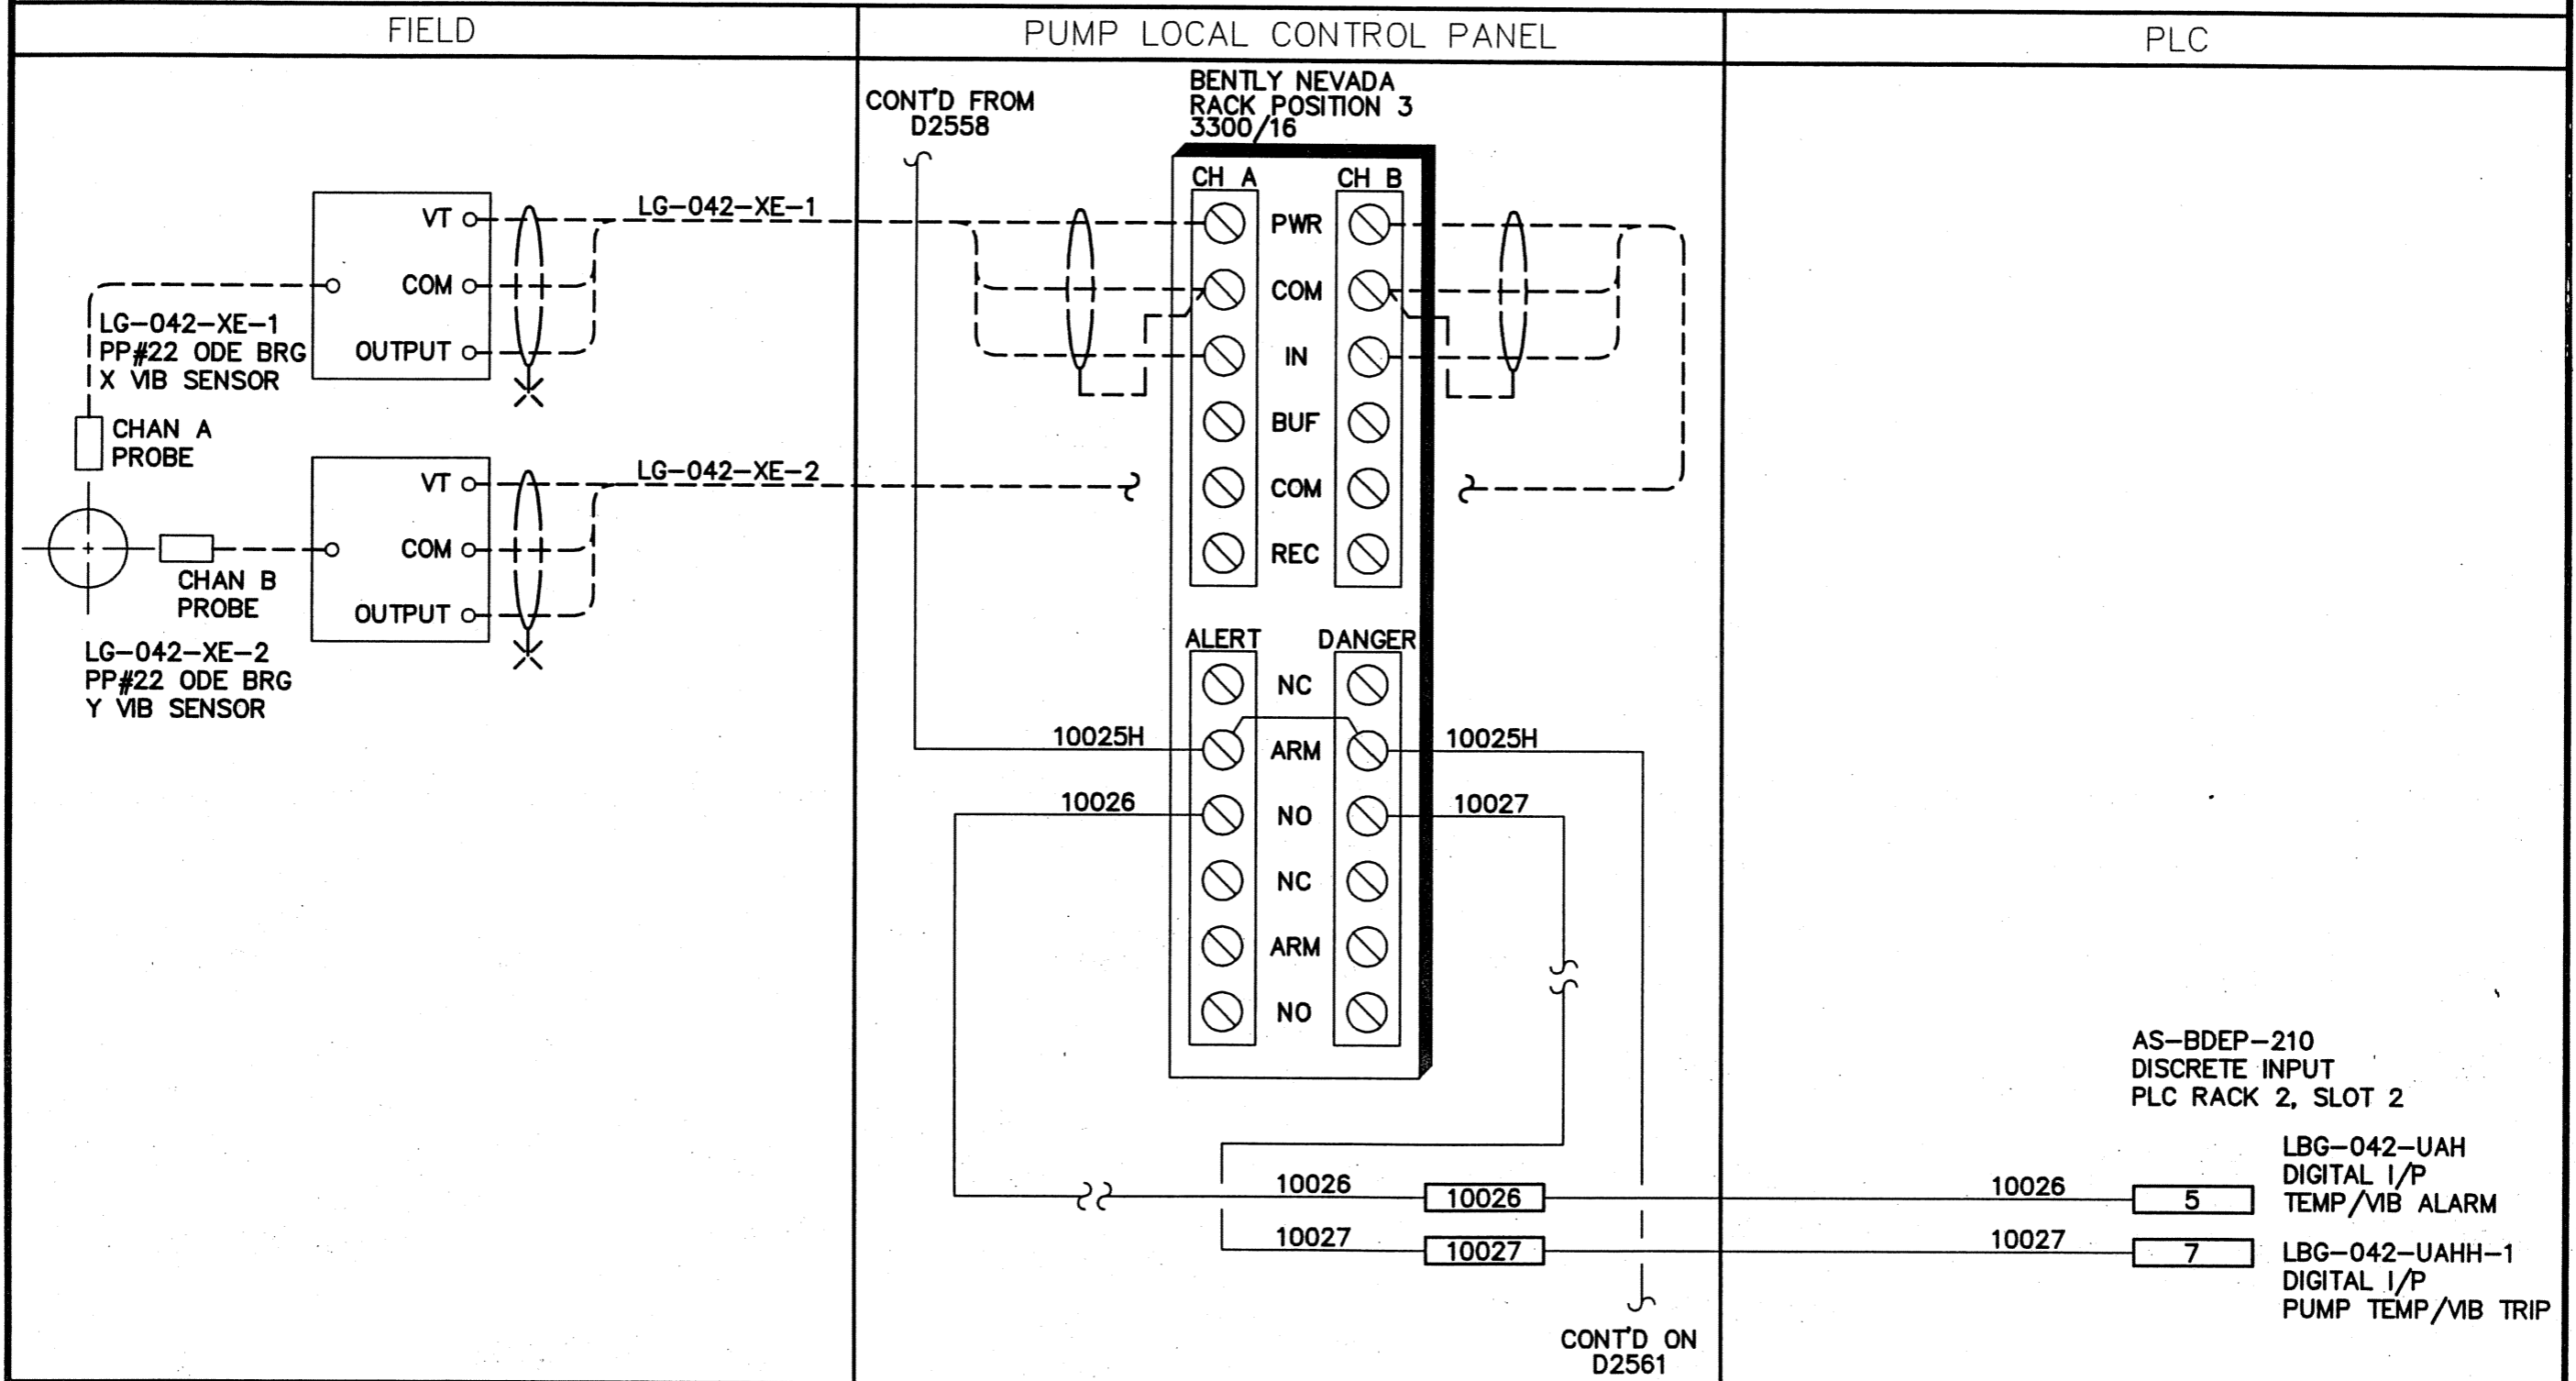 FIELD
PUMP LOCAL CONTROL PANEL
PLC
CONT'D FROM
D2558
BENTLY NEVADA
RACK POSITION 3
3300/16
CH A
CH B
VT
COM
OUTPUT
LG-042-XE-1
LG-042-XE-1
PP#22 ODE BRG
X VIB SENSOR
CHAN A
PROBE
VT
COM
OUTPUT
LG-042-XE-2
CHAN B
PROBE
LG-042-XE-2
PP#22 ODE BRG
Y VIB SENSOR
PWR
COM
IN
BUF
COM
REC
ALERT
DANGER
NC
10025H
ARM
10025H
10026
NO
10027
NC
ARM
NO
AS-BDEP-210
DISCRETE INPUT
PLC RACK 2, SLOT 2
10026
10026
10026
5
LBG-042-UAH
DIGITAL I/P
TEMP/VIB ALARM
10027
10027
10027
7
LBG-042-UAHH-1
DIGITAL I/P
PUMP TEMP/VIB TRIP
CONT'D ON
D2561